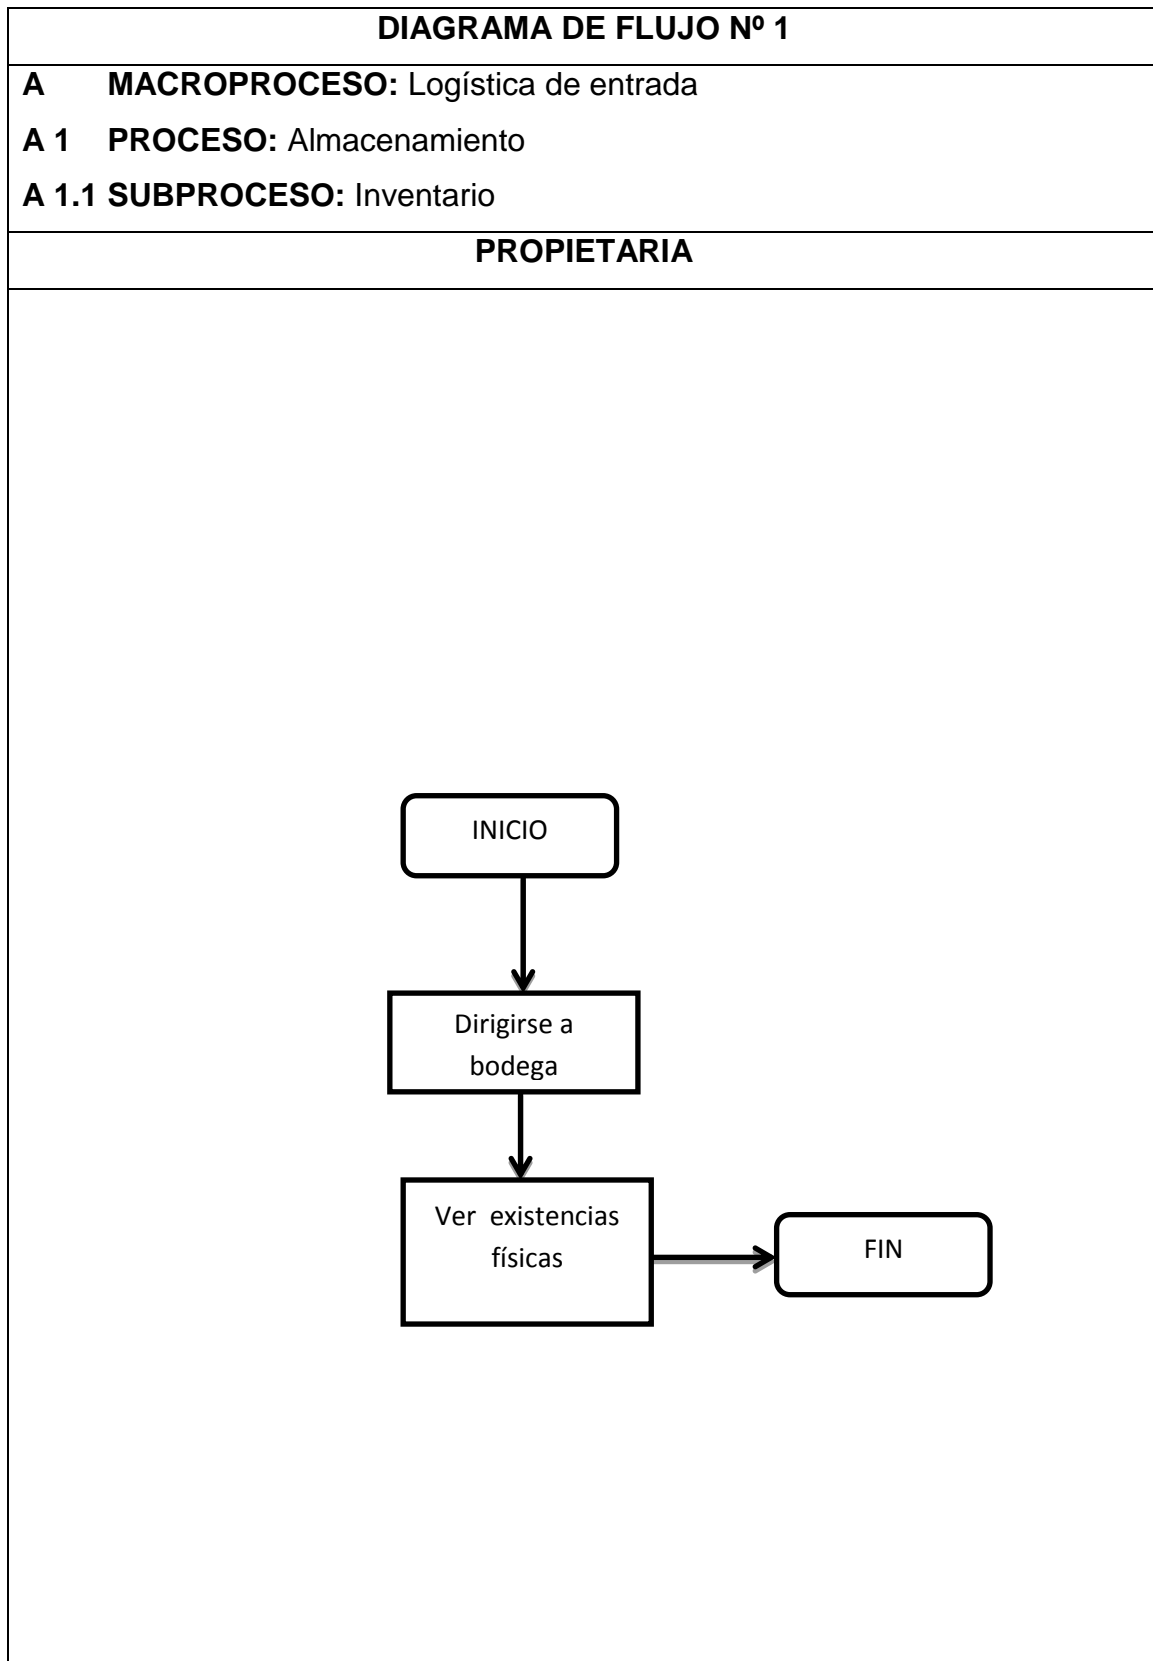 DIAGRAMA DE FLUJO Nº 1
A MACROPROCESO: Logística de entrada
A 1 PROCESO: Almacenamiento
A 1.1 SUBPROCESO: Inventario
PROPIETARIA
INICIO
Dirigirse a
bodega
Ver existencias
físicas
FIN